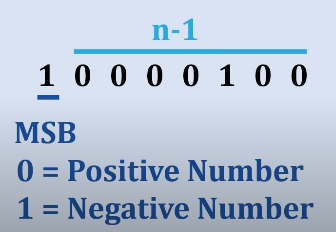 n-1
1 0 0 0 0 1 0 0
MSB
0 = Positive Number
1 = Negative Number